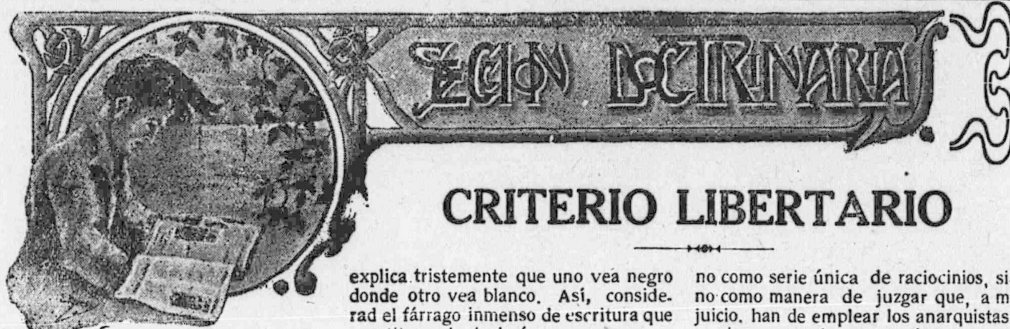 SECCION DOCTRINARIA
CRITERIO LIBERTARIO
explica tristemente que uno vea negro
donde otro vea blanco. Así, conside-
rad el fárrago inmenso de escritura que
no como serie única de raciocinios, si
no como manera de juzgar que, a m
juicio, han de emplear los anarquistas